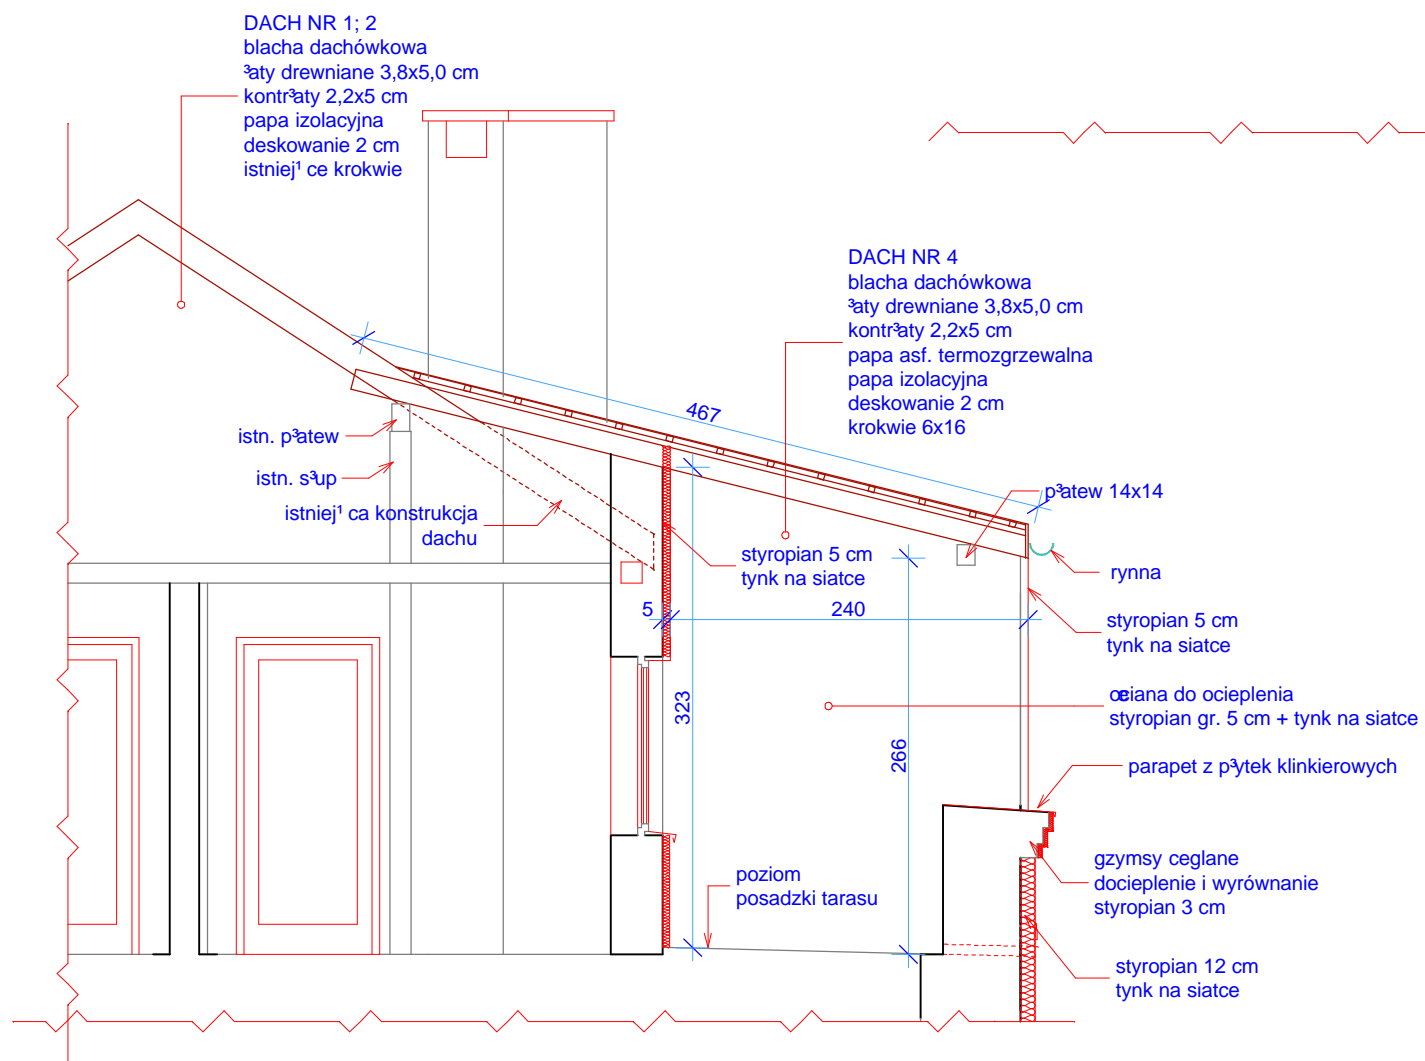 DACH NR 1; 2
blacha dachówkowa
³aty drewniane 3,8x5,0 cm
kontr³aty 2,2x5 cm
papa izolacyjna
deskowanie 2 cm
istniej¹ ce krokwie
DACH NR 4
blacha dachówkowa
³aty drewniane 3,8x5,0 cm
kontr³aty 2,2x5 cm
papa asf. termozgrzewalna
papa izolacyjna
deskowanie 2 cm
krokwie 6x16
467
istn. p³atew
istn. s³up
istniej¹ ca konstrukcja
dachu
p³atew 14x14
styropian 5 cm
tynk na siatce
rynna
5
240
styropian 5 cm
tynk na siatce
323
266
œciana do ocieplenia
styropian gr. 5 cm + tynk na siatce
parapet z p³ytek klinkierowych
poziom
posadzki tarasu
gzymsy ceglane
docieplenie i wyrównanie
styropian 3 cm
styropian 12 cm
tynk na siatce